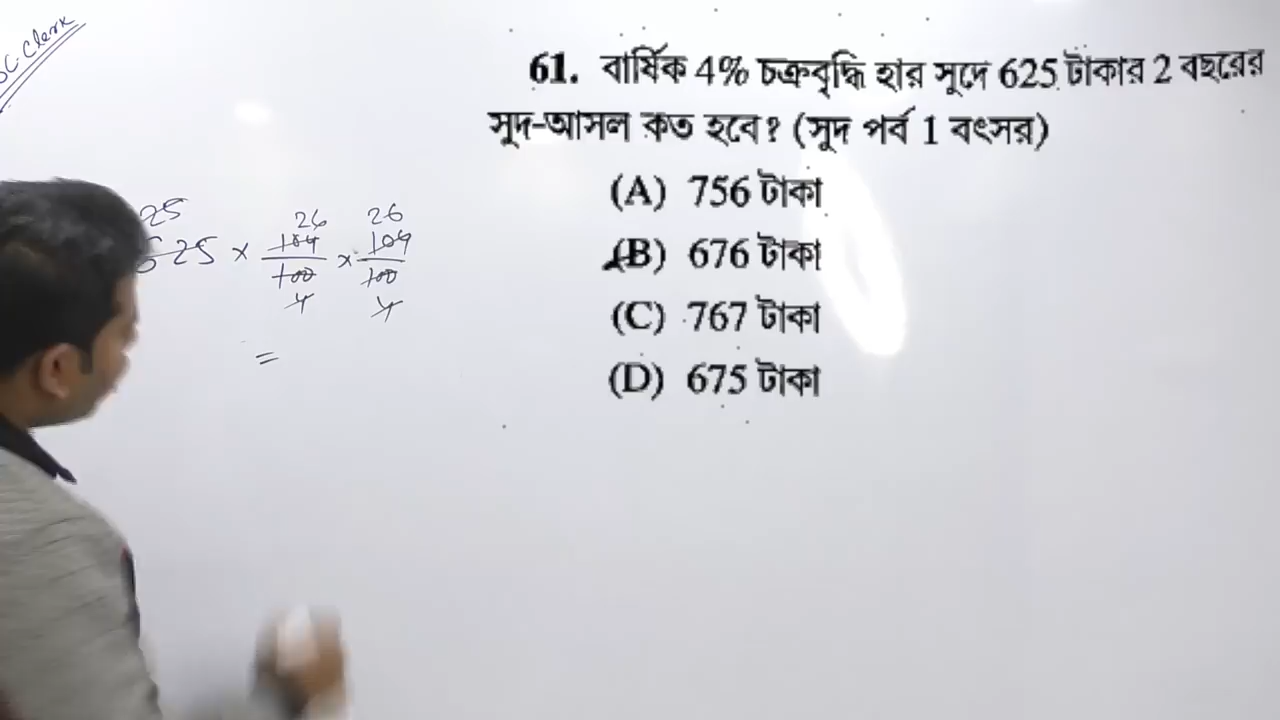 C Clerk
61. বার্ষিক 4% চক্রবৃদ্ধি হার সুদে 625 টাকার 2 বছরের
সুদ-আসল কত হবে? (সুদ পর্ব 1 বৎসর)
(A) 756 টাকা
(B) 676 টাকা
(C) 767 টাকা
(D) 675 টাকা
25 26 26
625 × 104 × 104
100 100
4 4
=